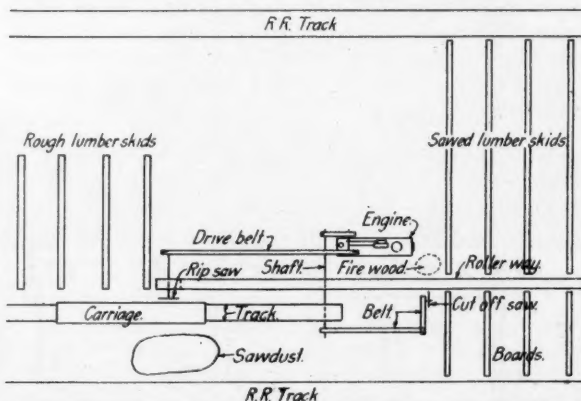 R.R. Track
Rough lumber skids
Sawed lumber skids.
Engine.
Drive belt
Rip saw
Shaft.
Fire wood.
Roller way.
Carriage.
Track.
Belt.
Cut off saw.
Sawdust.
Boards.
R.R. Track